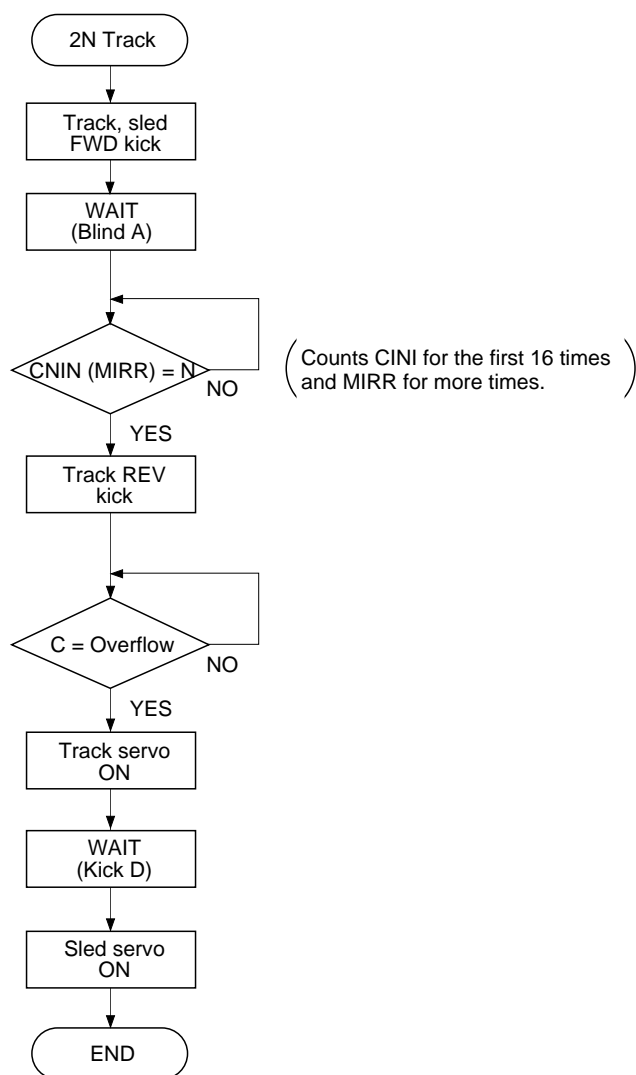 2N Track
Track, sled
FWD kick
WAIT
(Blind A)
CNIN (MIRR) = N
NO
(Counts CINI for the first 16 times
and MIRR for more times.)
YES
Track REV
kick
C = Overflow
NO
YES
Track servo
ON
WAIT
(Kick D)
Sled servo
ON
END